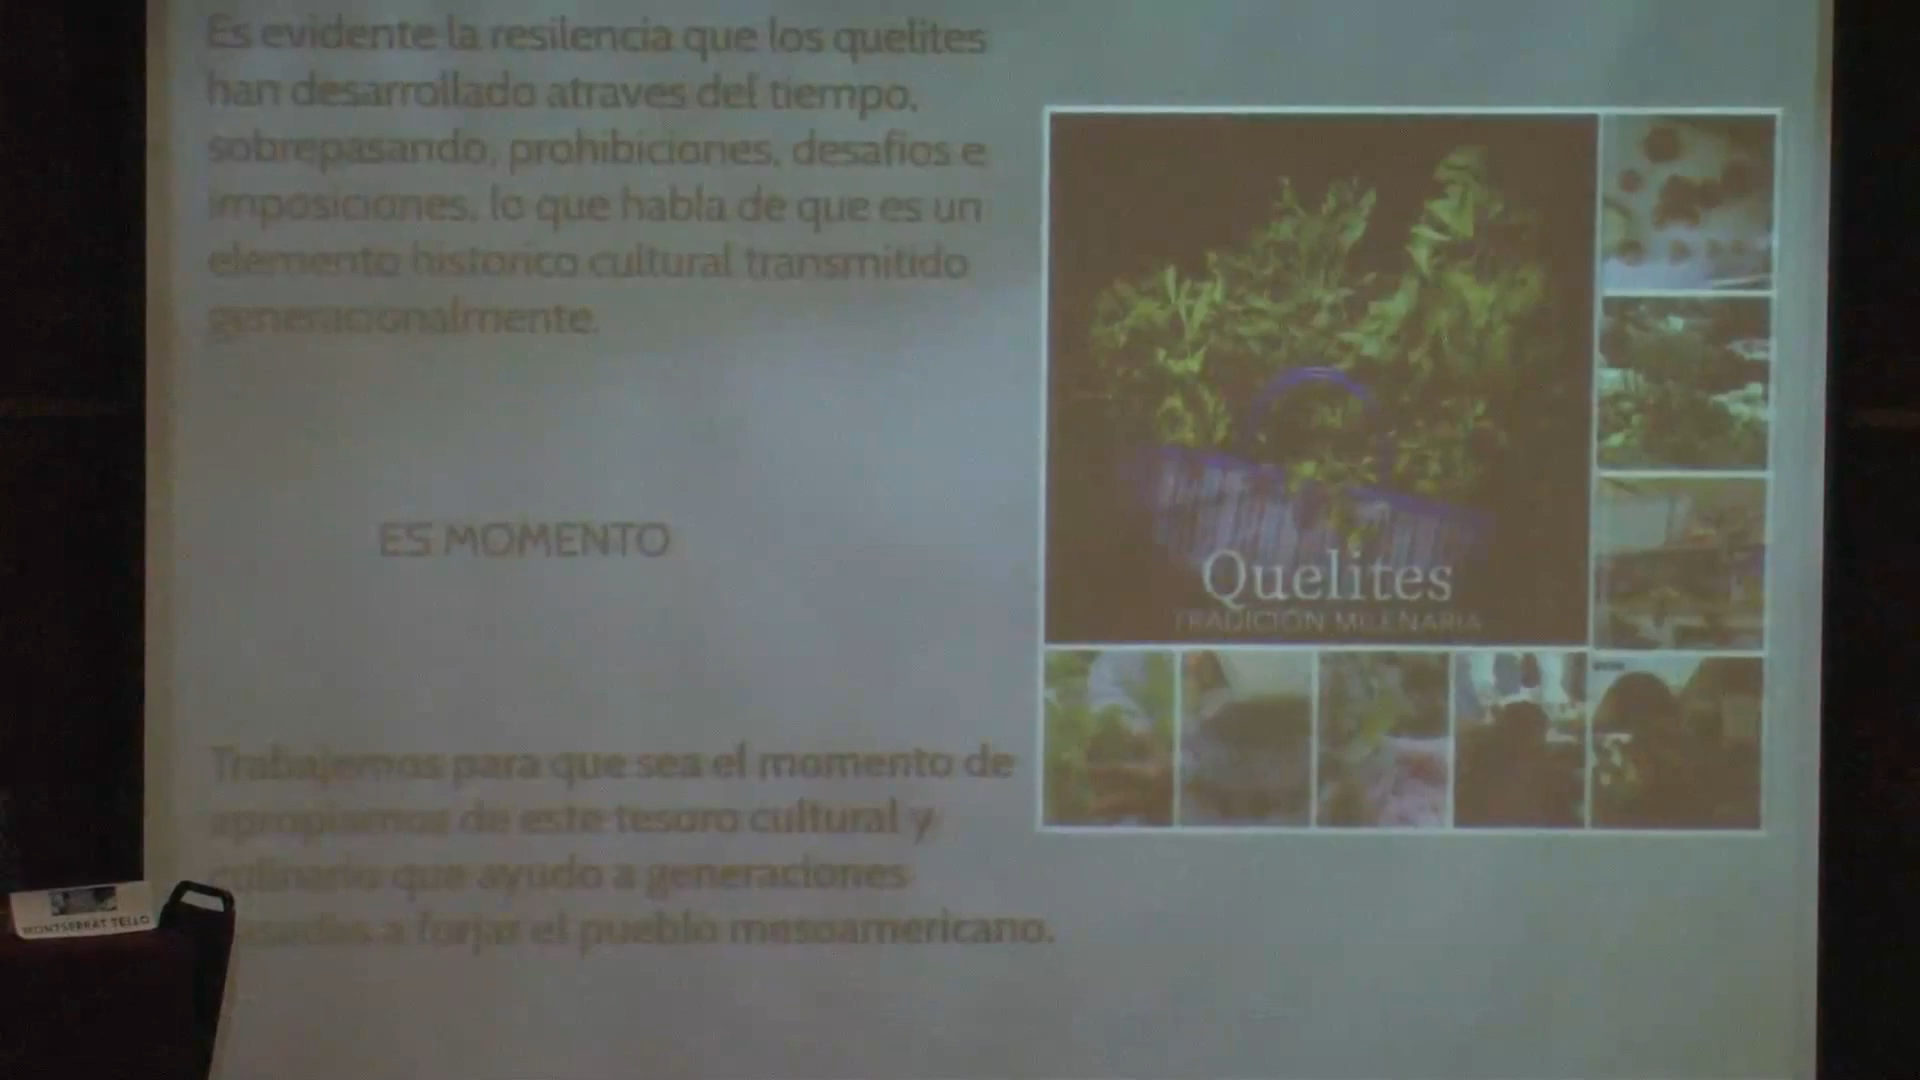 Es evidente la resilencia que los quelites
han desarrollado atraves del tiempo,
sobrepasando, prohibiciones, desafios e
imposiciones, lo que habla de que es un
elemento historico cultural transmitido
generacionalmente.
ES MOMENTO
Trabajemos para que sea el momento de
apropiarnos de este tesoro cultural y
culinario que ayudo a generaciones
pasadas a forjar el pueblo mesoamericano.
Quelites
TRADICIÓN MILENARIA
MONTSERRAT TELLO